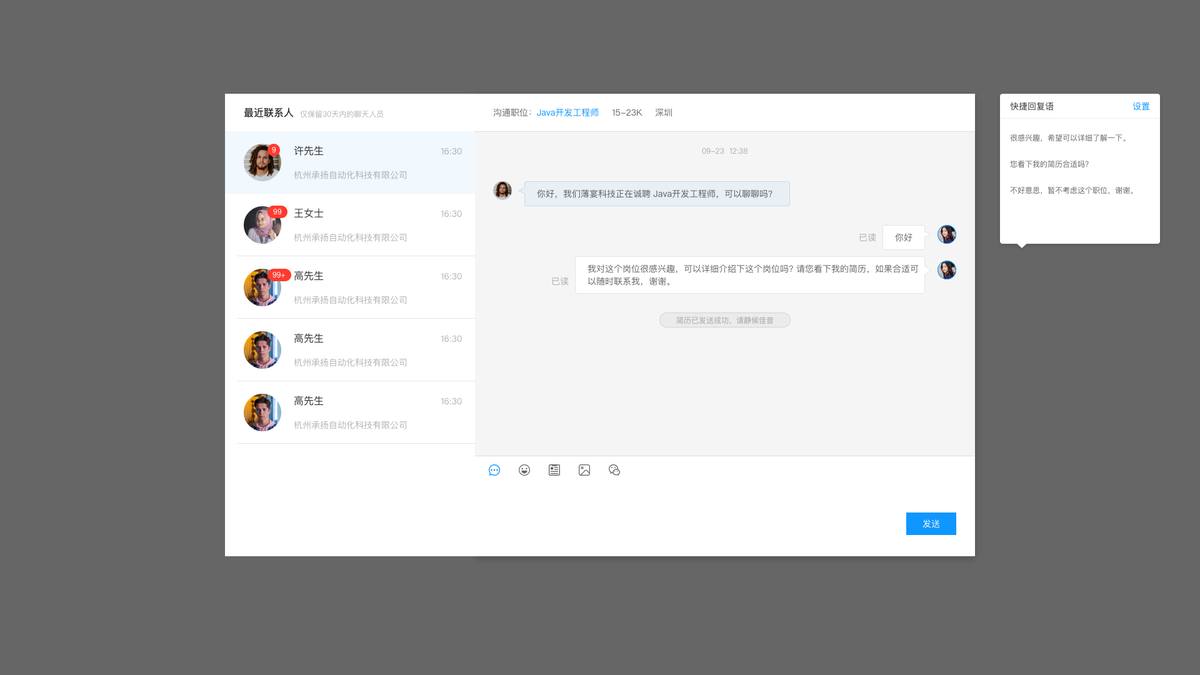 最近联系人 仅保留30天内的聊天人员
9
许先生 16:30
杭州承扬自动化科技有限公司
99
王女士 16:30
杭州承扬自动化科技有限公司
99+
高先生 16:30
杭州承扬自动化科技有限公司
高先生 16:30
杭州承扬自动化科技有限公司
高先生 16:30
杭州承扬自动化科技有限公司
沟通职位: Java开发工程师 15-23K 深圳
09-23 12:38
你好，我们薄宴科技正在诚聘 Java开发工程师，可以聊聊吗?
已读 你好
我对这个岗位很感兴趣，可以详细介绍下这个岗位吗? 请您看下我的简历，如果合适可
已读 以随时联系我，谢谢。
简历已发送成功，请静候佳音
发送
快捷回复语 设置
很感兴趣，希望可以详细了解一下。
您看下我的简历合适吗?
不好意思，暂不考虑这个职位，谢谢。